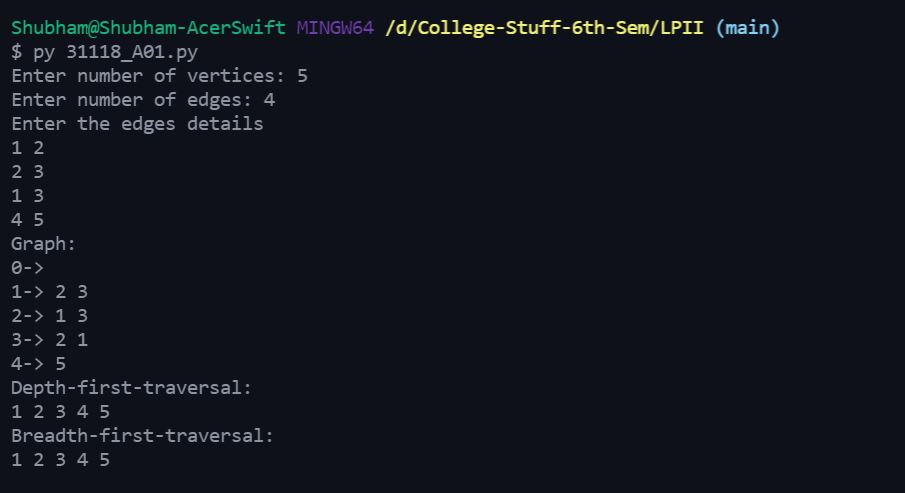 Shubham@Shubham-AcerSwift MINGW64 /d/College-Stuff-6th-Sem/LPII (main)
$ py 31118_A01.py
Enter number of vertices: 5
Enter number of edges: 4
Enter the edges details
1 2
2 3
1 3
4 5
Graph:
0->
1-> 2 3
2-> 1 3
3-> 2 1
4-> 5
Depth-first-traversal:
1 2 3 4 5
Breadth-first-traversal:
1 2 3 4 5